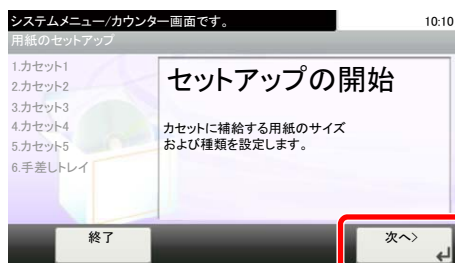 システムメニュー/カウンター画面です。
10:10
用紙のセットアップ
1.カセット1
2.カセット2
3.カセット3
4.カセット4
5.カセット5
6.手差しトレイ
セットアップの開始
カセットに補給する用紙のサイズ
および種類を設定します。
終了
次へ>